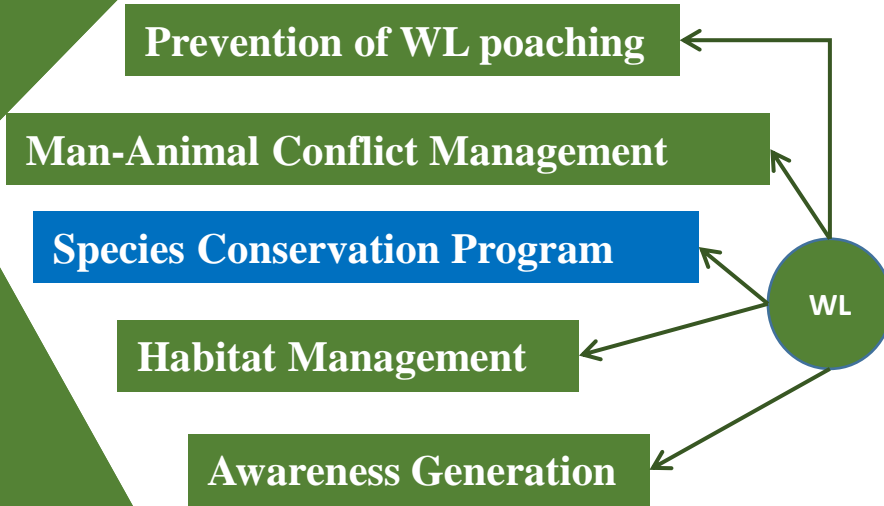 Prevention of WL poaching
Man-Animal Conflict Management
Species Conservation Program
WL
Habitat Management
Awareness Generation